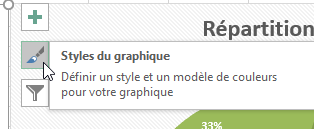 Répartition
Styles du graphique
Définir un style et un modèle de couleurs
pour votre graphique
33%